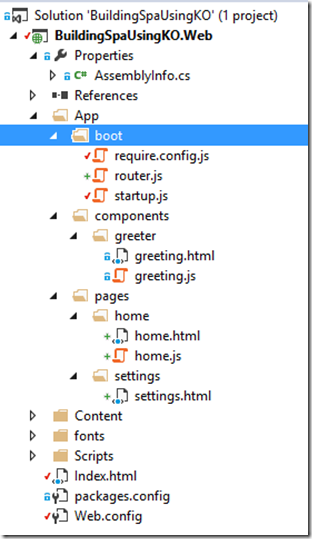 Solution 'BuildingSpaUsingKO' (1 project)
BuildingSpaUsingKO.Web
Properties
C# AssemblyInfo.cs
References
App
boot
require.config.js
router.js
startup.js
components
greeter
greeting.html
greeting.js
pages
home
home.html
home.js
settings
settings.html
Content
fonts
Scripts
Index.html
packages.config
Web.config